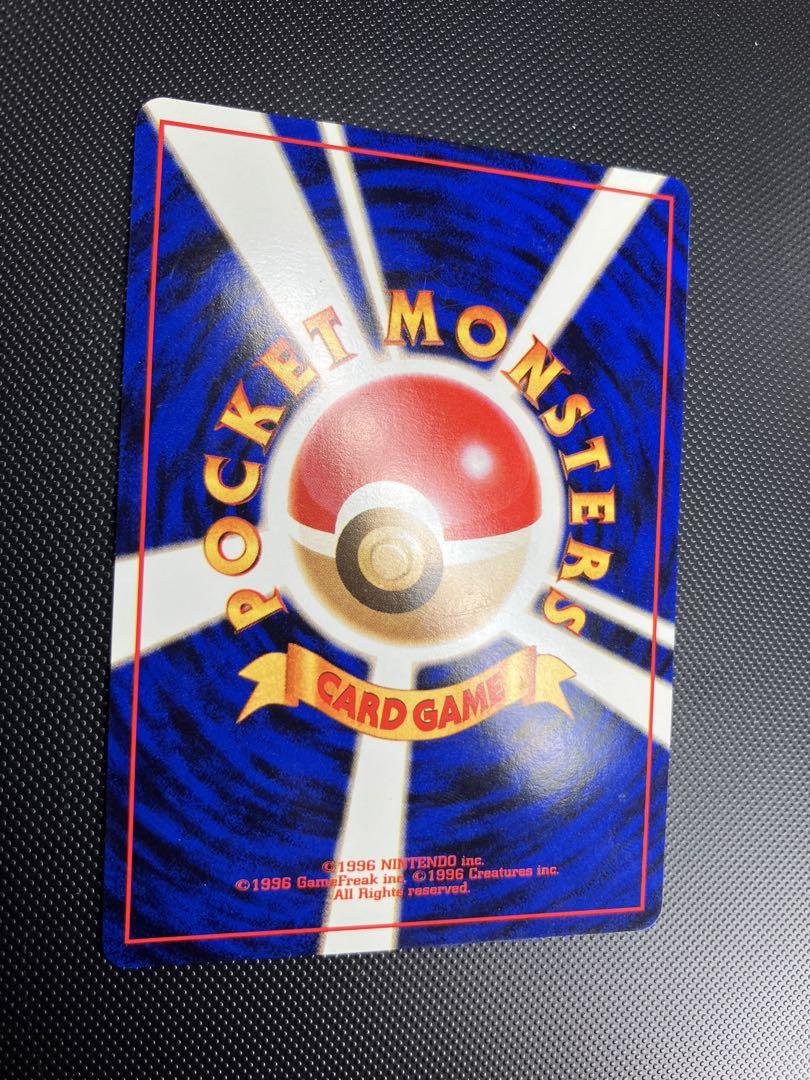 POCKET MONSTERS
CARD GAME
©1996 NINTENDO inc.
©1996 GameFreak inc. ©1996 Creatures inc.
All Rights reserved.